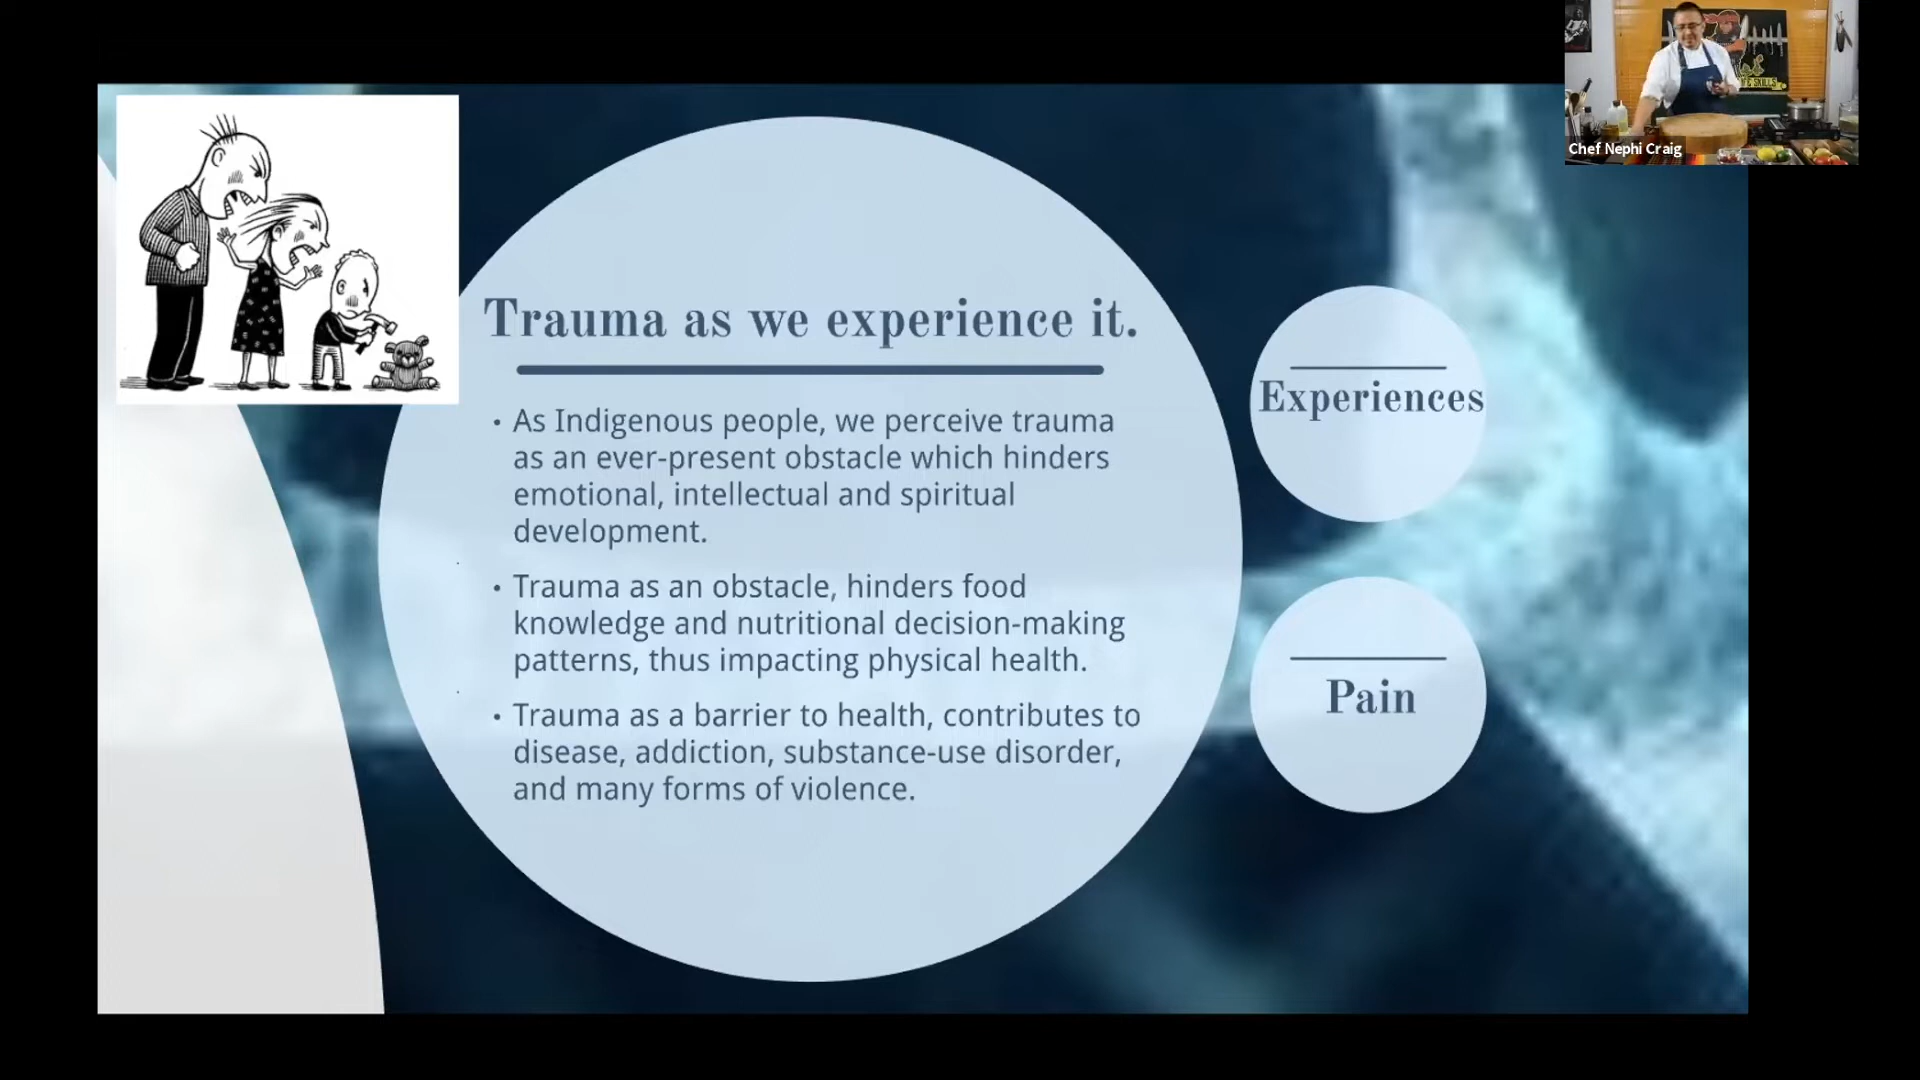 Trauma as we experience it.
• As Indigenous people, we perceive trauma
as an ever-present obstacle which hinders
emotional, intellectual and spiritual
development.
• Trauma as an obstacle, hinders food
knowledge and nutritional decision-making
patterns, thus impacting physical health.
• Trauma as a barrier to health, contributes to
disease, addiction, substance-use disorder,
and many forms of violence.
Experiences
Pain
SKILLS
Chef Nephi Craig